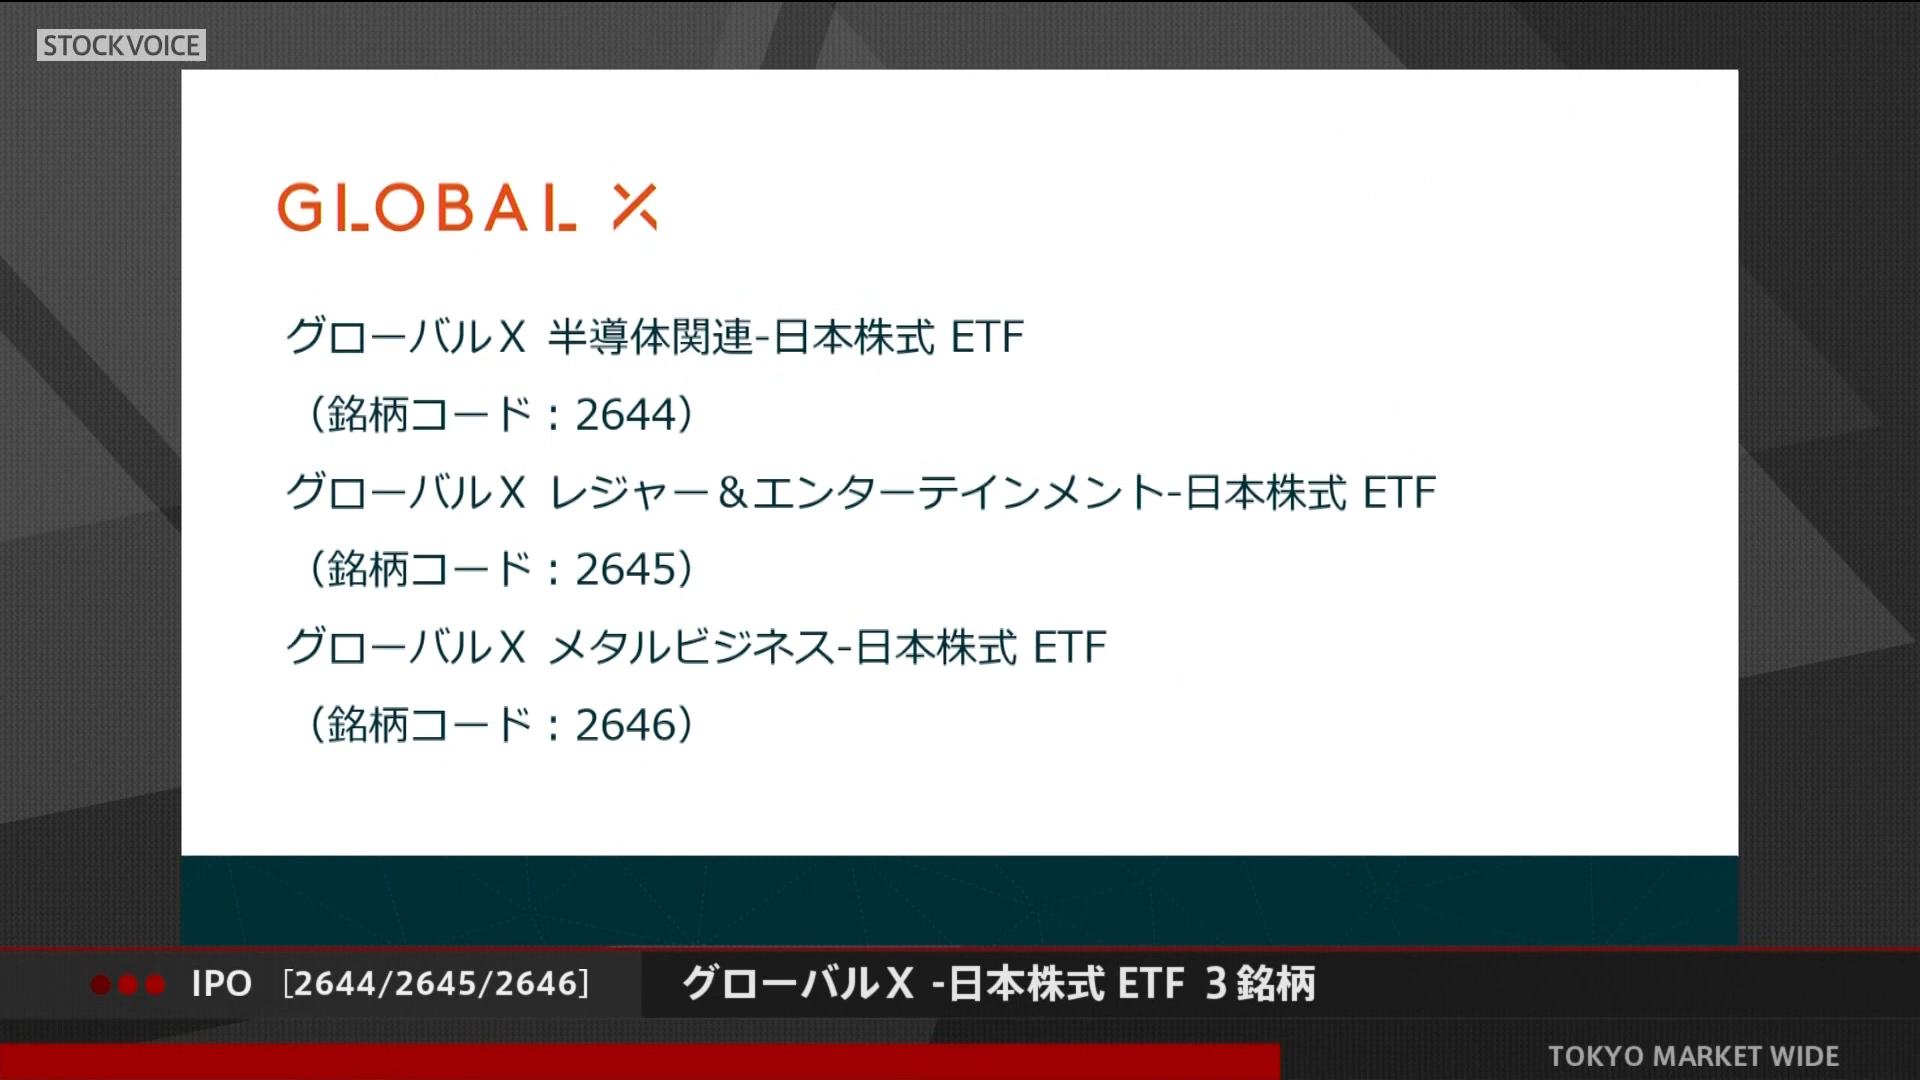 STOCKVOICE
GLOBAL X
グローバルＸ 半導体関連-日本株式 ETF
（銘柄コード：2644）
グローバルＸ レジャー＆エンターテインメント-日本株式 ETF
（銘柄コード：2645）
グローバルＸ メタルビジネス-日本株式 ETF
（銘柄コード：2646）
IPO [2644/2645/2646] グローバルＸ -日本株式 ETF ３銘柄
TOKYO MARKET WIDE